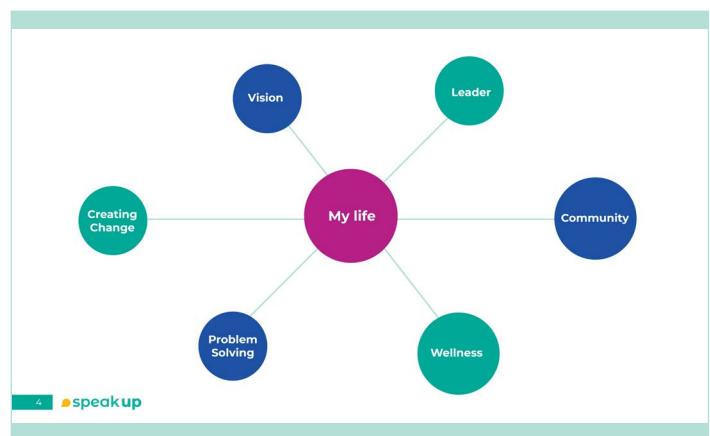 Vision
Leader
My life
Creating
Change
Community
Problem
Solving
Wellness
4
speakup